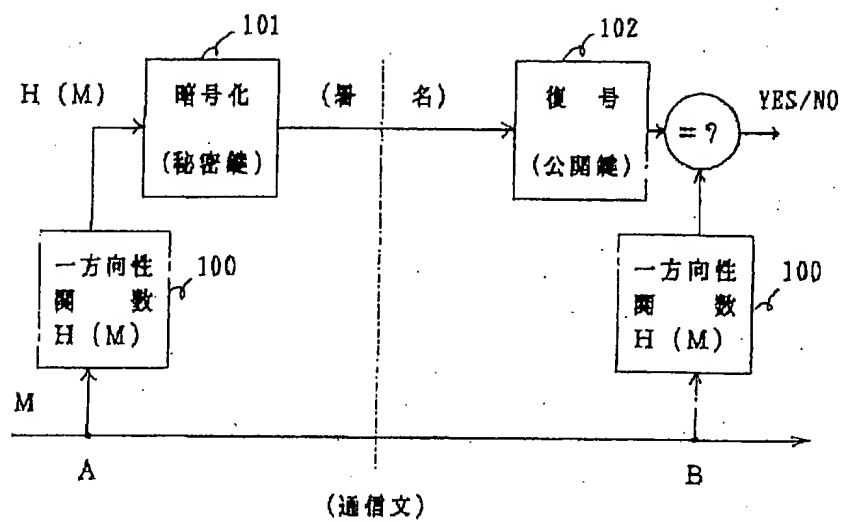 101
102
H (M)
暗号化
(秘密鍵)
(署 名)
復 号
(公開鍵)
= ?
YES/NO
一方向性
関 数
H (M)
100
一方向性
関 数
H (M)
100
M
A
B
(通信文)